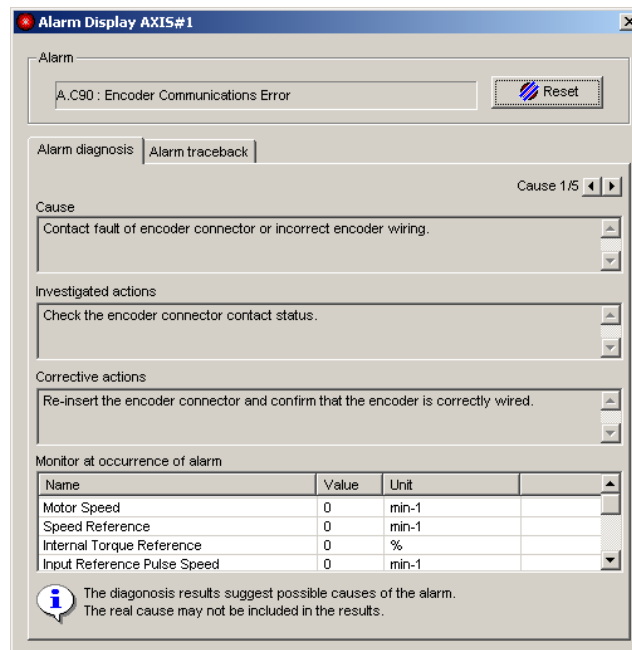 Alarm Display AXIS#1
Alarm
A.C90 : Encoder Communications Error
Reset
Alarm diagnosis
Alarm traceback
Cause 1/5
Cause
Contact fault of encoder connector or incorrect encoder wiring.
Investigated actions
Check the encoder connector contact status.
Corrective actions
Re-insert the encoder connector and confirm that the encoder is correctly wired.
Monitor at occurrence of alarm
Name Value Unit
Motor Speed 0 min-1
Speed Reference 0 min-1
Internal Torque Reference 0 %
Input Reference Pulse Speed 0 min-1
The diagonosis results suggest possible causes of the alarm.
The real cause may not be included in the results.